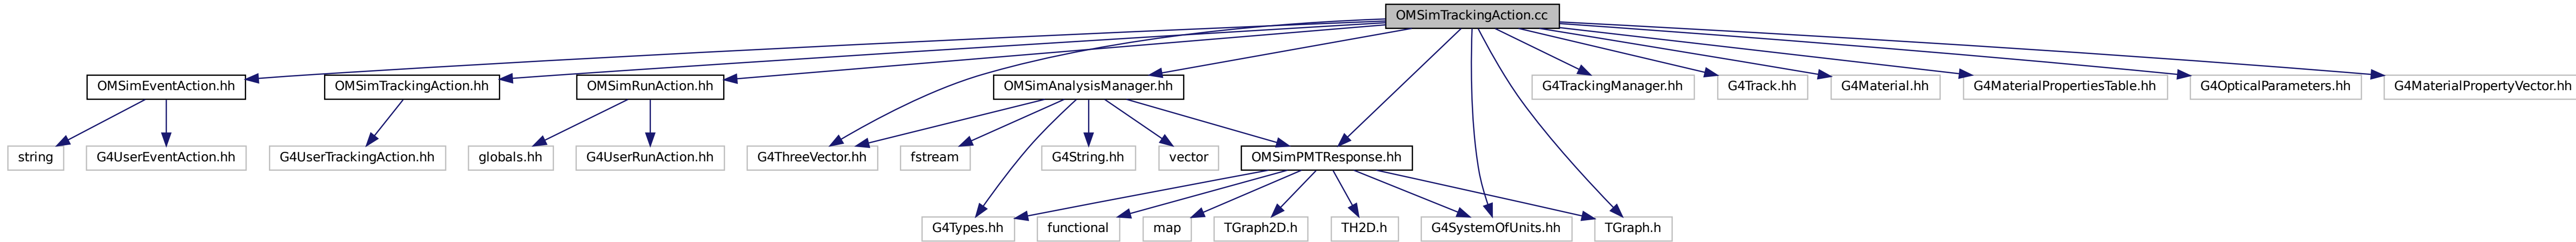 OMSimTrackingAction.cc
OMSimEventAction.hh
OMSimTrackingAction.hh
OMSimRunAction.hh
OMSimAnalysisManager.hh
G4TrackingManager.hh
G4Track.hh
G4Material.hh
G4MaterialPropertiesTable.hh
G4OpticalParameters.hh
G4MaterialPropertyVector.hh
string
G4UserEventAction.hh
G4UserTrackingAction.hh
globals.hh
G4UserRunAction.hh
G4ThreeVector.hh
fstream
G4String.hh
vector
OMSimPMTResponse.hh
G4Types.hh
functional
map
TGraph2D.h
TH2D.h
G4SystemOfUnits.hh
TGraph.h